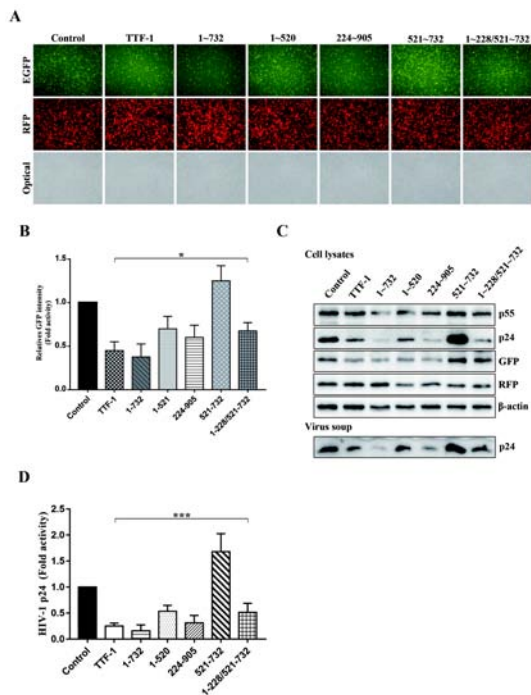 A
Control TTF-1 1~732 1~520 224~905 521~732 1~228/521~732
EGFP
RFP
Optical
B
*
Relatives GFP intensity
(Fold activity)
1.5
1.0
0.5
0.0
Control TTF-1 1-732 1-521 224-905 521-732 1-228/521-732
C
Cell lysates
Control TTF-1 1~732 1~520 224~905 521~732 1~228/521~732
p55
p24
GFP
RFP
β-actin
Virus soup
p24
D
***
HIV-1 p24 (Fold activity)
2.5
2.0
1.5
1.0
0.5
0.0
Control TTF-1 1-732 1-520 224-905 521-732 1-228/521-732